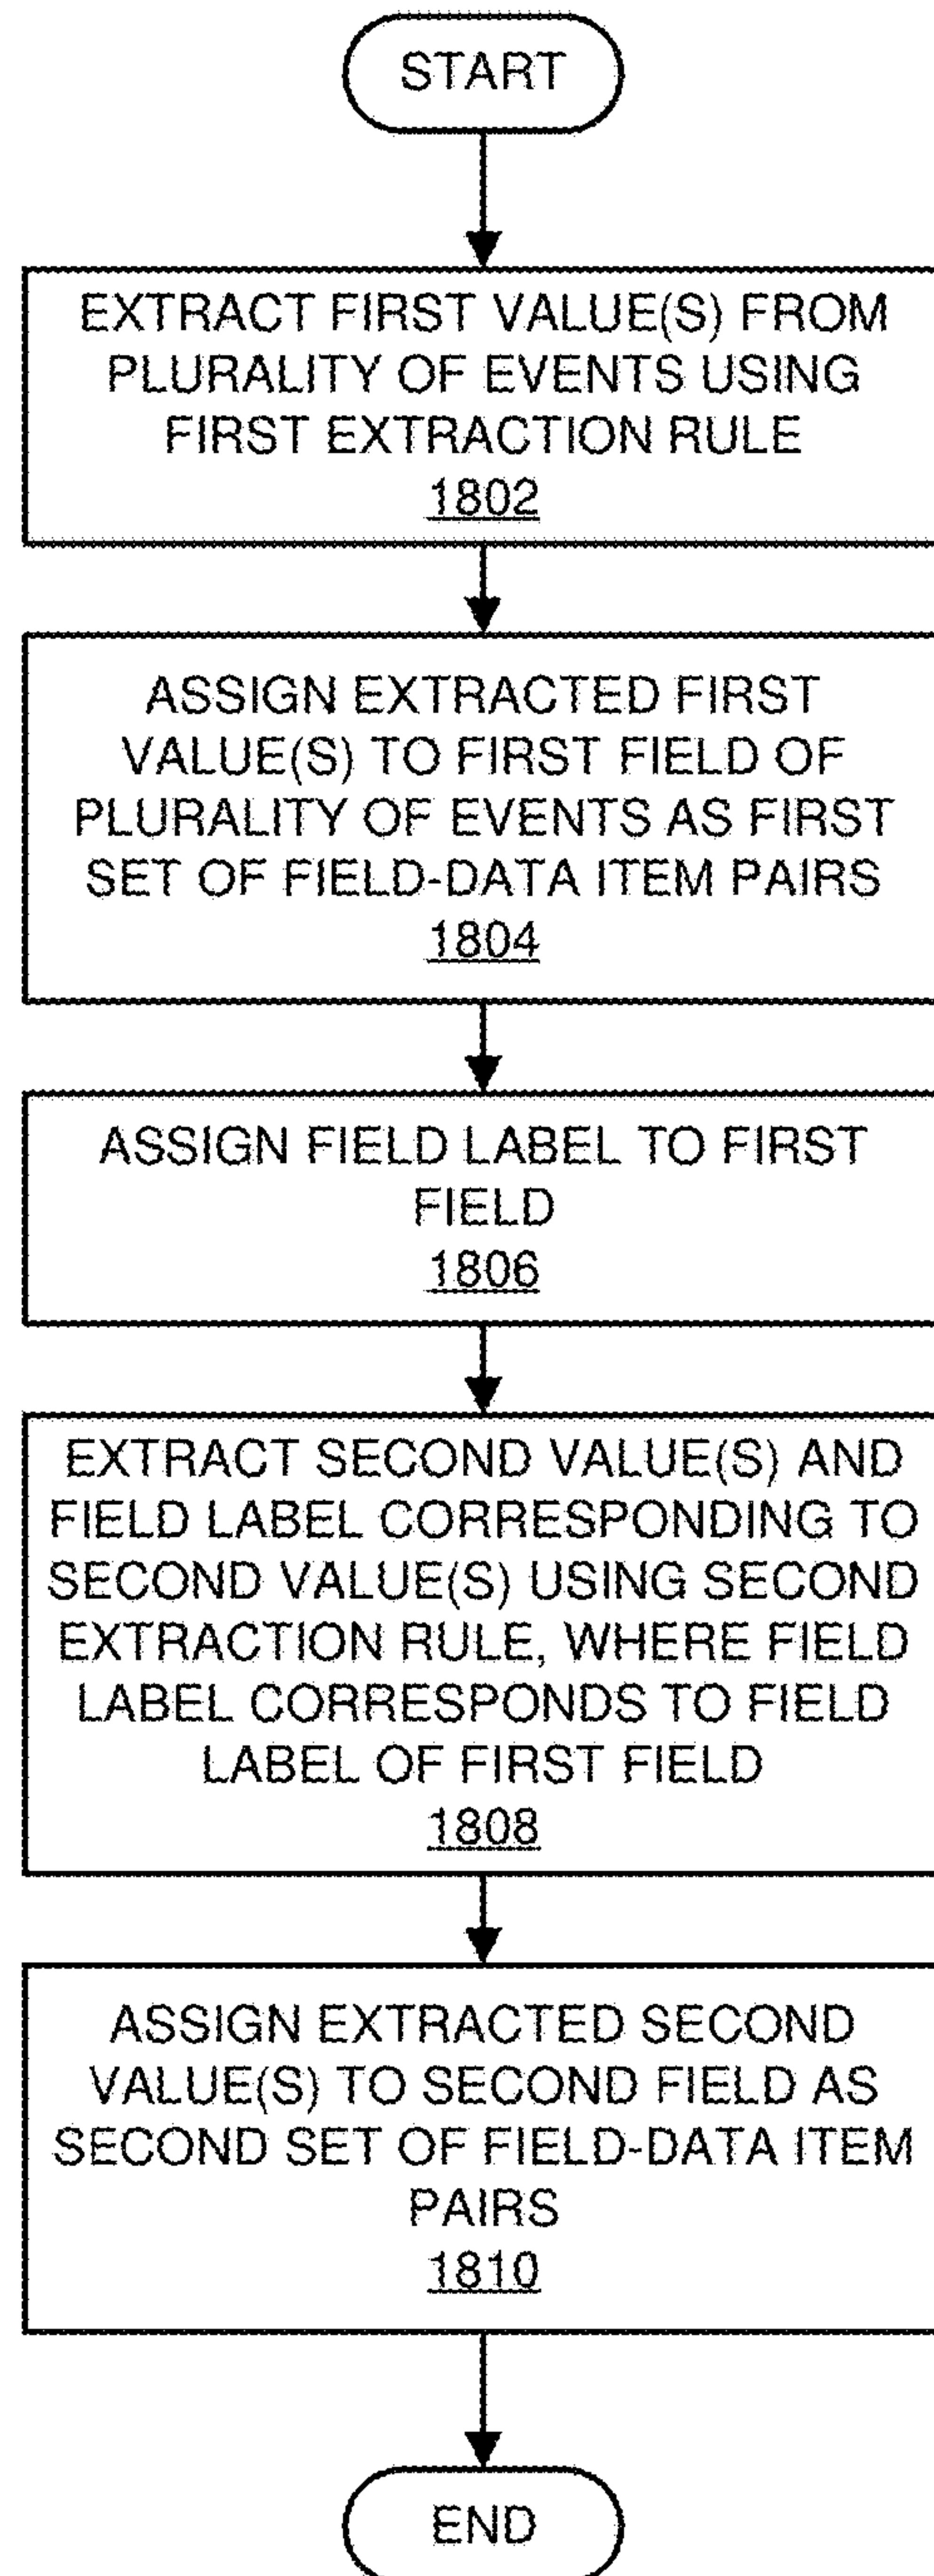 START
EXTRACT FIRST VALUE(S) FROM
PLURALITY OF EVENTS USING
FIRST EXTRACTION RULE
1802
ASSIGN EXTRACTED FIRST
VALUE(S) TO FIRST FIELD OF
PLURALITY OF EVENTS AS FIRST
SET OF FIELD-DATA ITEM PAIRS
1804
ASSIGN FIELD LABEL TO FIRST
FIELD
1806
EXTRACT SECOND VALUE(S) AND
FIELD LABEL CORRESPONDING TO
SECOND VALUE(S) USING SECOND
EXTRACTION RULE, WHERE FIELD
LABEL CORRESPONDS TO FIELD
LABEL OF FIRST FIELD
1808
ASSIGN EXTRACTED SECOND
VALUE(S) TO SECOND FIELD AS
SECOND SET OF FIELD-DATA ITEM
PAIRS
1810
END